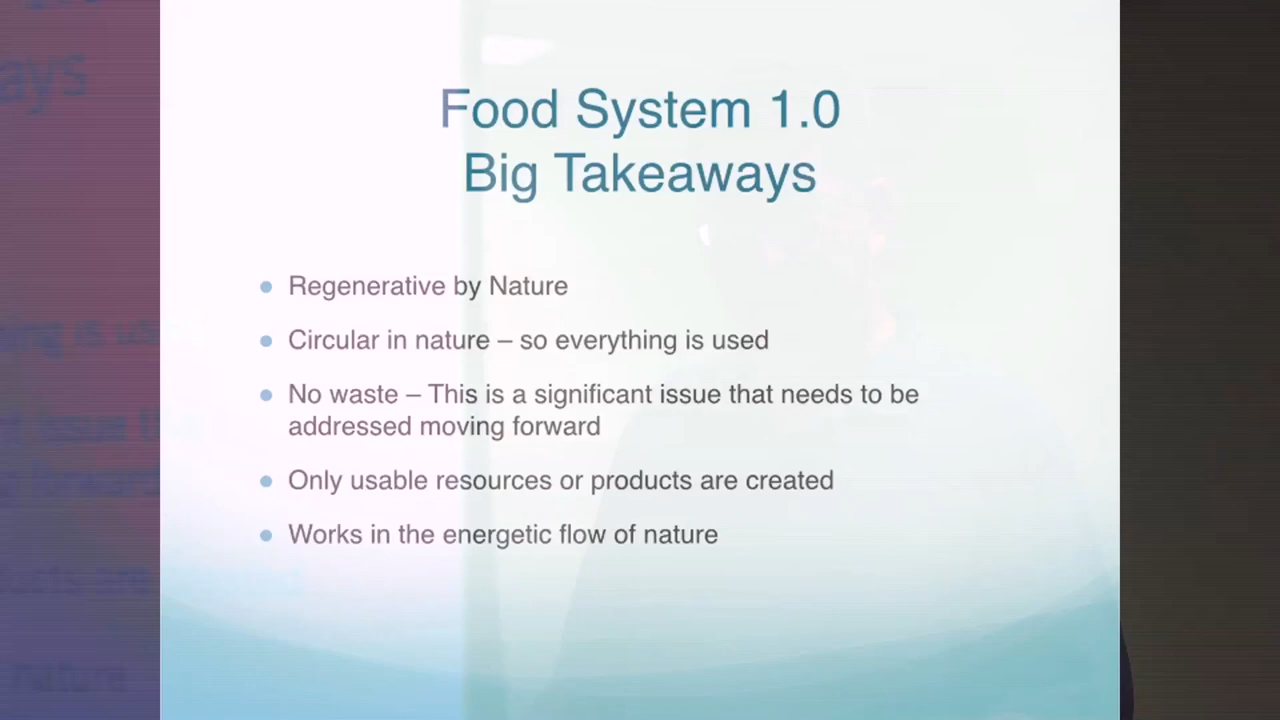 Food System 1.0
Big Takeaways
Regenerative by Nature
Circular in nature – so everything is used
No waste – This is a significant issue that needs to be
addressed moving forward
Only usable resources or products are created
Works in the energetic flow of nature